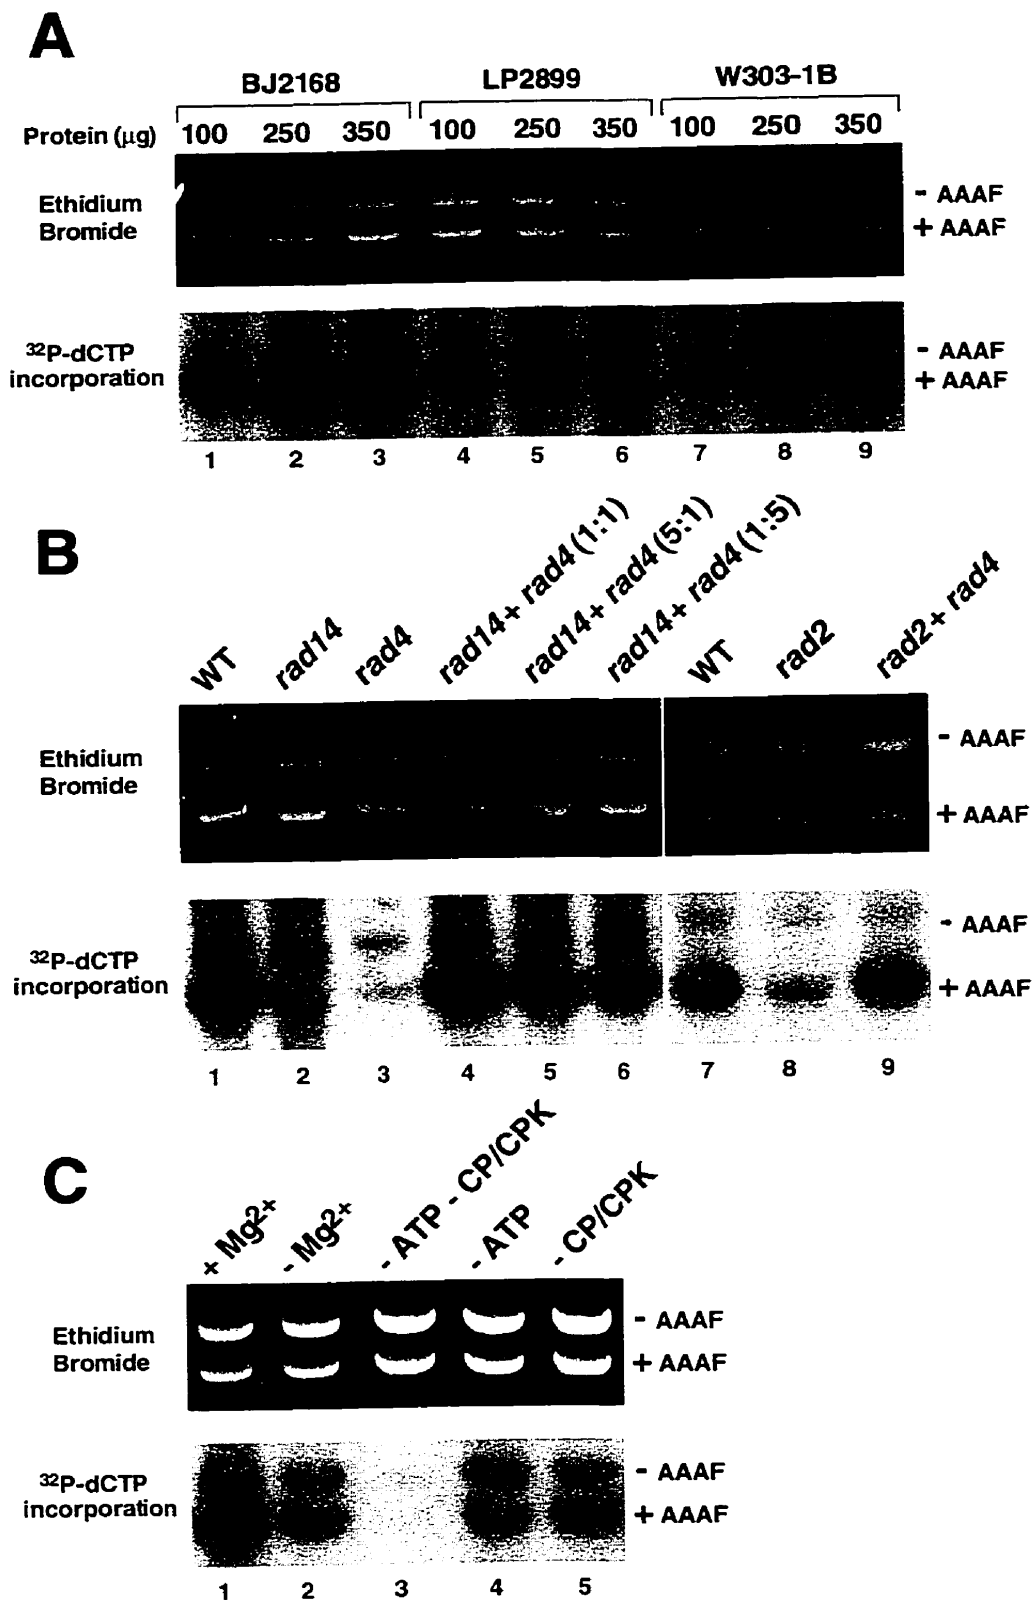 A
BJ2168 LP2899 W303-1B
Protein (µg) 100 250 350 100 250 350 100 250 350
Ethidium Bromide
- AAAF
+ AAAF
32P-dCTP incorporation
- AAAF
+ AAAF
1 2 3 4 5 6 7 8 9
B
WT rad14 rad4 rad14 + rad4 (1:1) rad14 + rad4 (5:1) rad14 + rad4 (1:5) WT rad2 rad2 + rad4
Ethidium Bromide
- AAAF
+ AAAF
32P-dCTP incorporation
- AAAF
+ AAAF
1 2 3 4 5 6 7 8 9
C
+ Mg2+ - Mg2+ - ATP - CP/CPK - ATP - CP/CPK
Ethidium Bromide
- AAAF
+ AAAF
32P-dCTP incorporation
- AAAF
+ AAAF
1 2 3 4 5